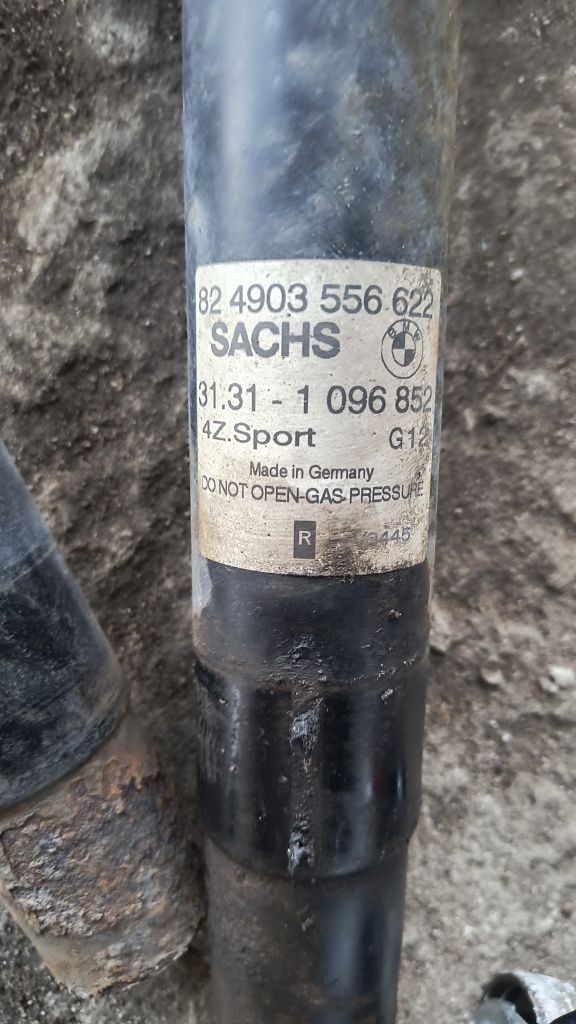 82 4903 556 622
SACHS
BMW
31.31 - 1 096 852
4Z.Sport G12
Made in Germany
DO NOT OPEN-GAS PRESSURE
R